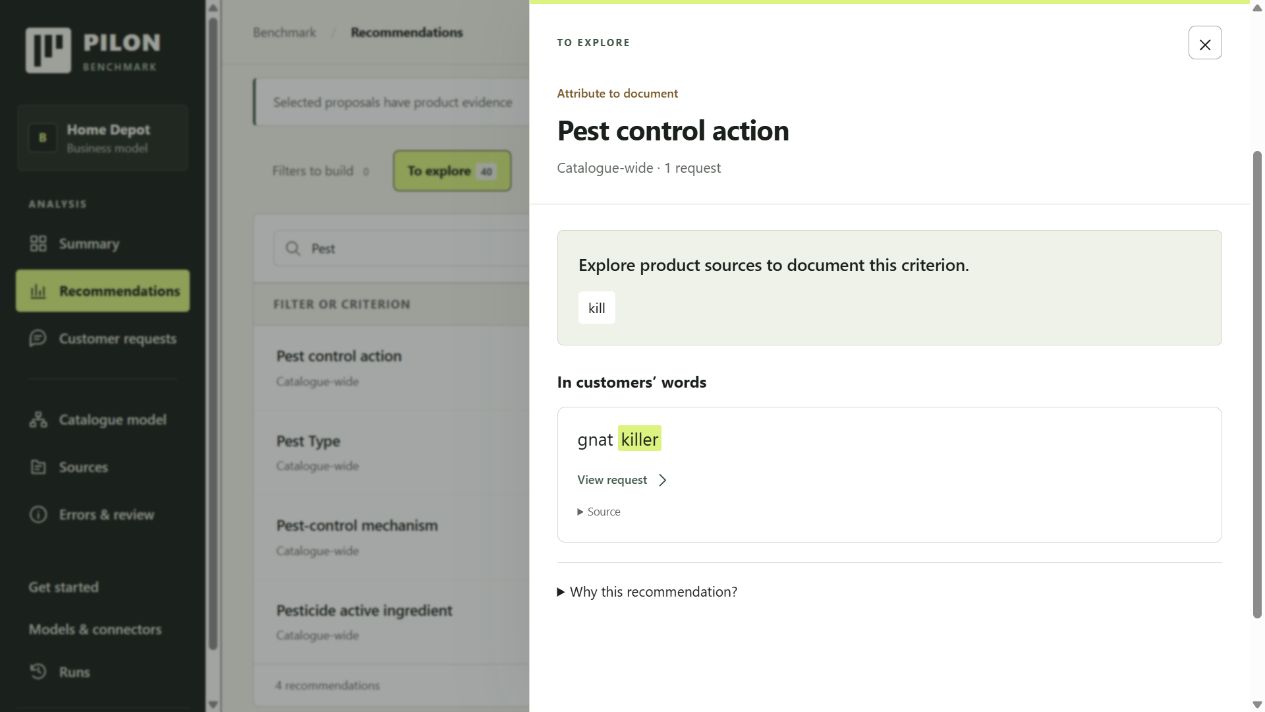 PILON
BENCHMARK
B
Home Depot
Business model
ANALYSIS
Summary
Recommendations
Customer requests
Catalogue model
Sources
Errors & review
Get started
Models & connectors
Runs
Benchmark / Recommendations
Selected proposals have product evidence
Filters to build 0
To explore 40
Pest
FILTER OR CRITERION
Pest control action
Catalogue-wide
Pest Type
Catalogue-wide
Pest-control mechanism
Catalogue-wide
Pesticide active ingredient
Catalogue-wide
4 recommendations
TO EXPLORE
Attribute to document
Pest control action
Catalogue-wide · 1 request
Explore product sources to document this criterion.
kill
In customers’ words
gnat killer
View request
Source
Why this recommendation?